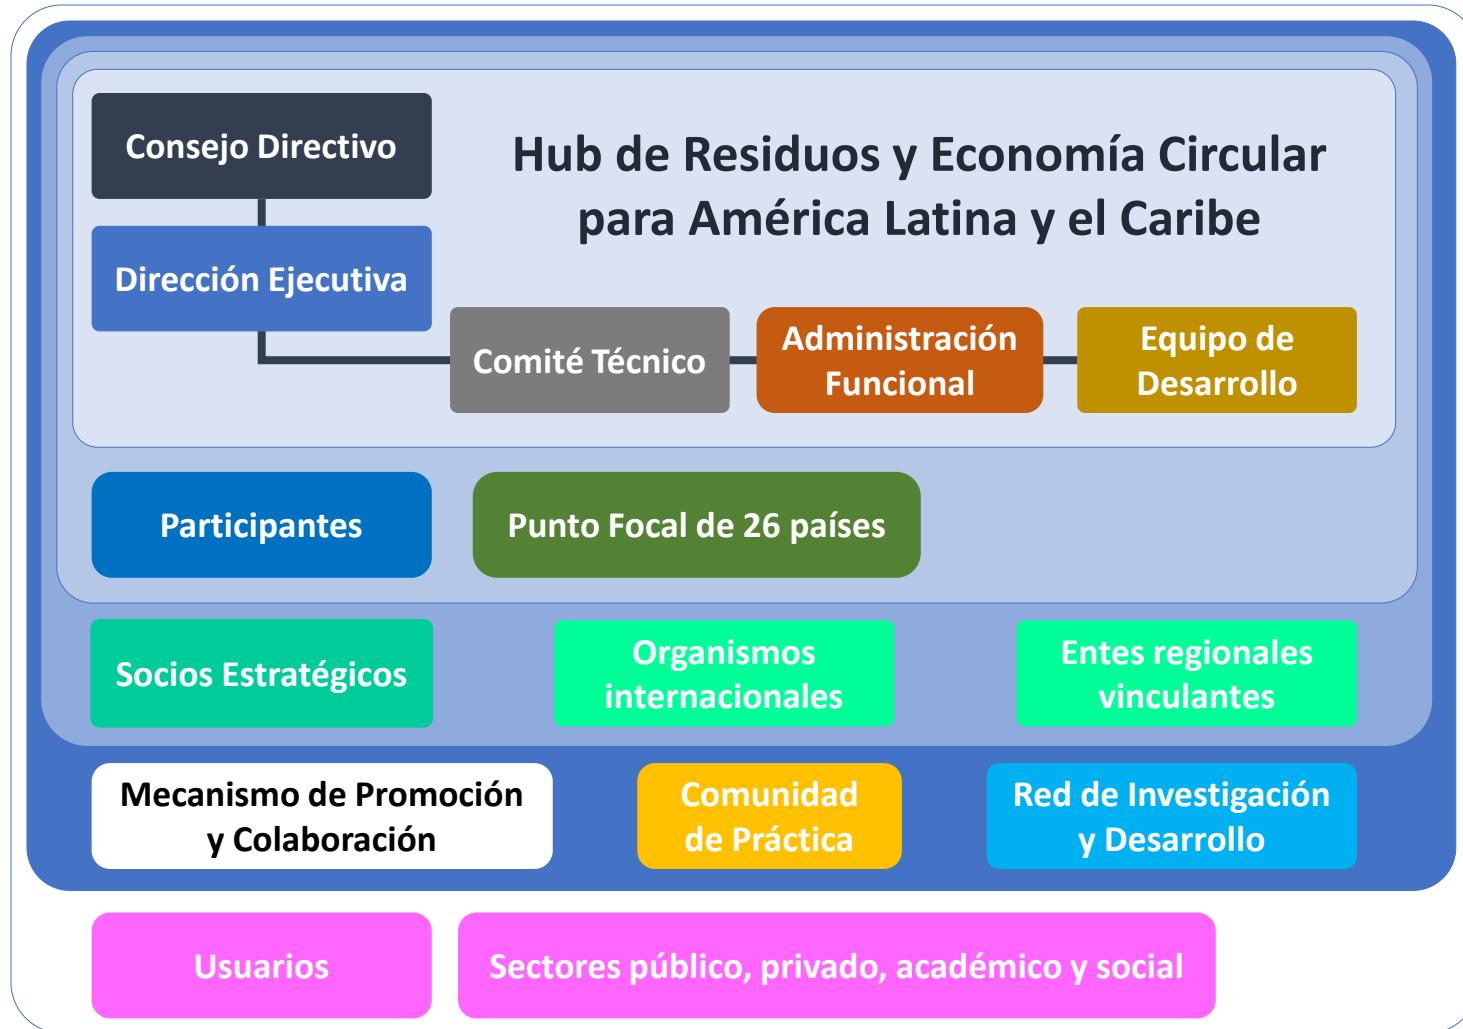 Consejo Directivo
Hub de Residuos y Economía Circular
para América Latina y el Caribe
Dirección Ejecutiva
Comité Técnico
Administración
Funcional
Equipo de
Desarrollo
Participantes
Punto Focal de 26 países
Socios Estratégicos
Organismos
internacionales
Entes regionales
vinculantes
Mecanismo de Promoción
y Colaboración
Comunidad
de Práctica
Red de Investigación
y Desarrollo
Usuarios
Sectores público, privado, académico y social